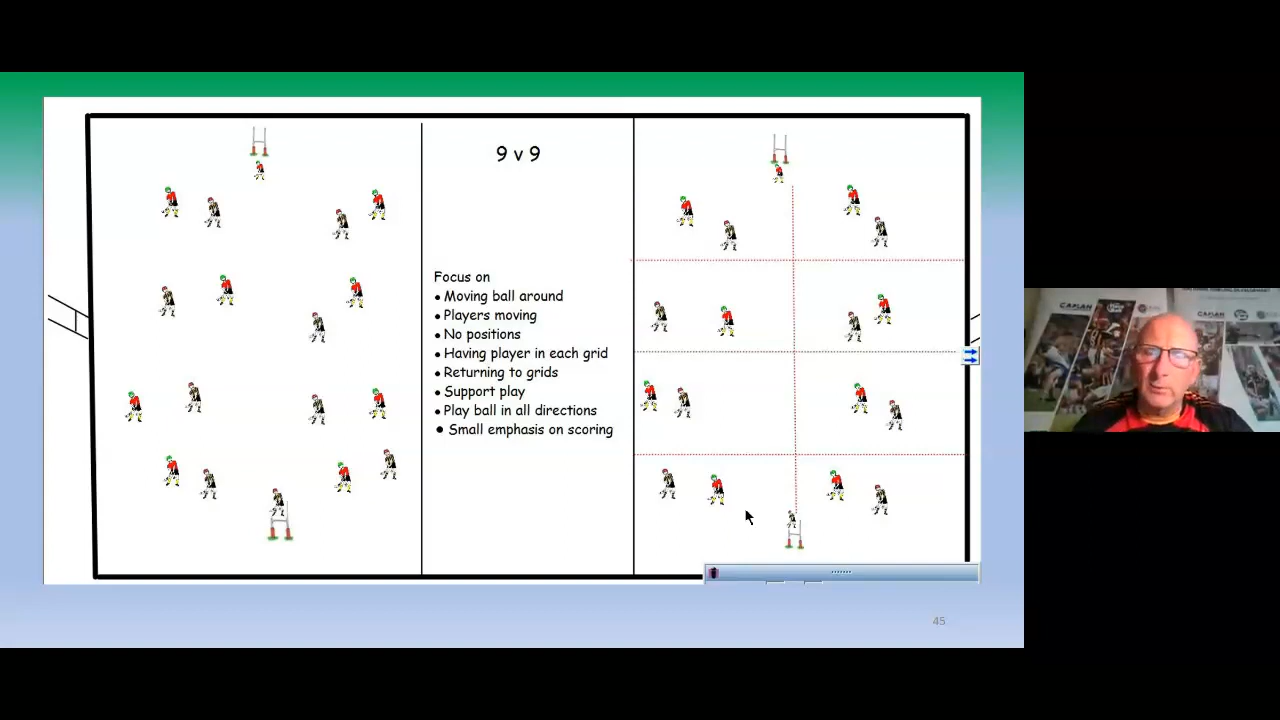 9 v 9
Focus on
• Moving ball around
• Players moving
• No positions
• Having player in each grid
• Returning to grids
• Support play
• Play ball in all directions
• Small emphasis on scoring
45